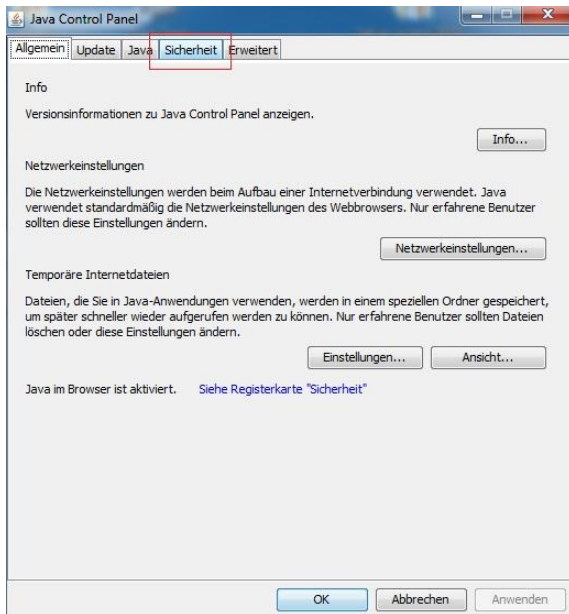 Java Control Panel
Allgemein Update Java Sicherheit Erweitert
Info
Versionsinformationen zu Java Control Panel anzeigen.
Info...
Netzwerkeinstellungen
Die Netzwerkeinstellungen werden beim Aufbau einer Internetverbindung verwendet. Java
verwendet standardmäßig die Netzwerkeinstellungen des Webbrowsers. Nur erfahrene Benutzer
sollten diese Einstellungen ändern.
Netzwerkeinstellungen...
Temporäre Internetdateien
Dateien, die Sie in Java-Anwendungen verwenden, werden in einem speziellen Ordner gespeichert,
um später schneller wieder aufgerufen werden zu können. Nur erfahrene Benutzer sollten Dateien
löschen oder diese Einstellungen ändern.
Einstellungen... Ansicht...
Java im Browser ist aktiviert. Siehe Registerkarte "Sicherheit"
OK Abbrechen Anwenden